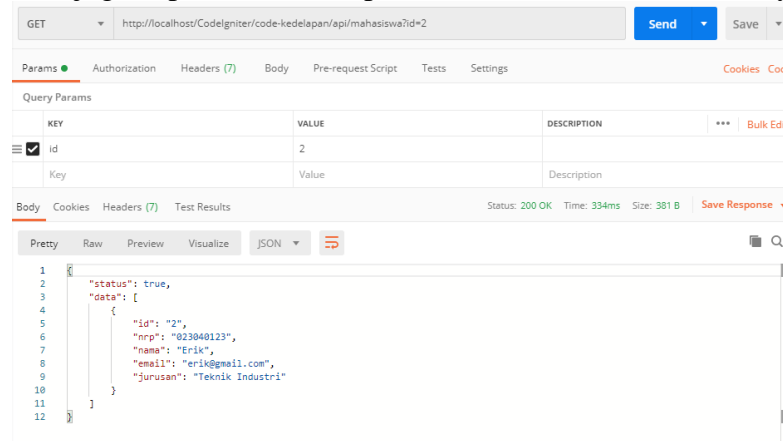 GET http://localhost/CodeIgniter/code-kedelapan/api/mahasiswa?id=2 Send Save
Params Authorization Headers (7) Body Pre-request Script Tests Settings Cookies
Query Params
KEY VALUE DESCRIPTION ••• Bulk
id 2
Key Value Description
Body Cookies Headers (7) Test Results Status: 200 OK Time: 334ms Size: 381 B Save Response
Pretty Raw Preview Visualize JSON
1 {
2 "status": true,
3 "data": [
4 {
5 "id": "2",
6 "nrp": "023040123",
7 "nama": "Erik",
8 "email": "erik@gmail.com",
9 "jurusan": "Teknik Industri"
10 }
11 ]
12 }